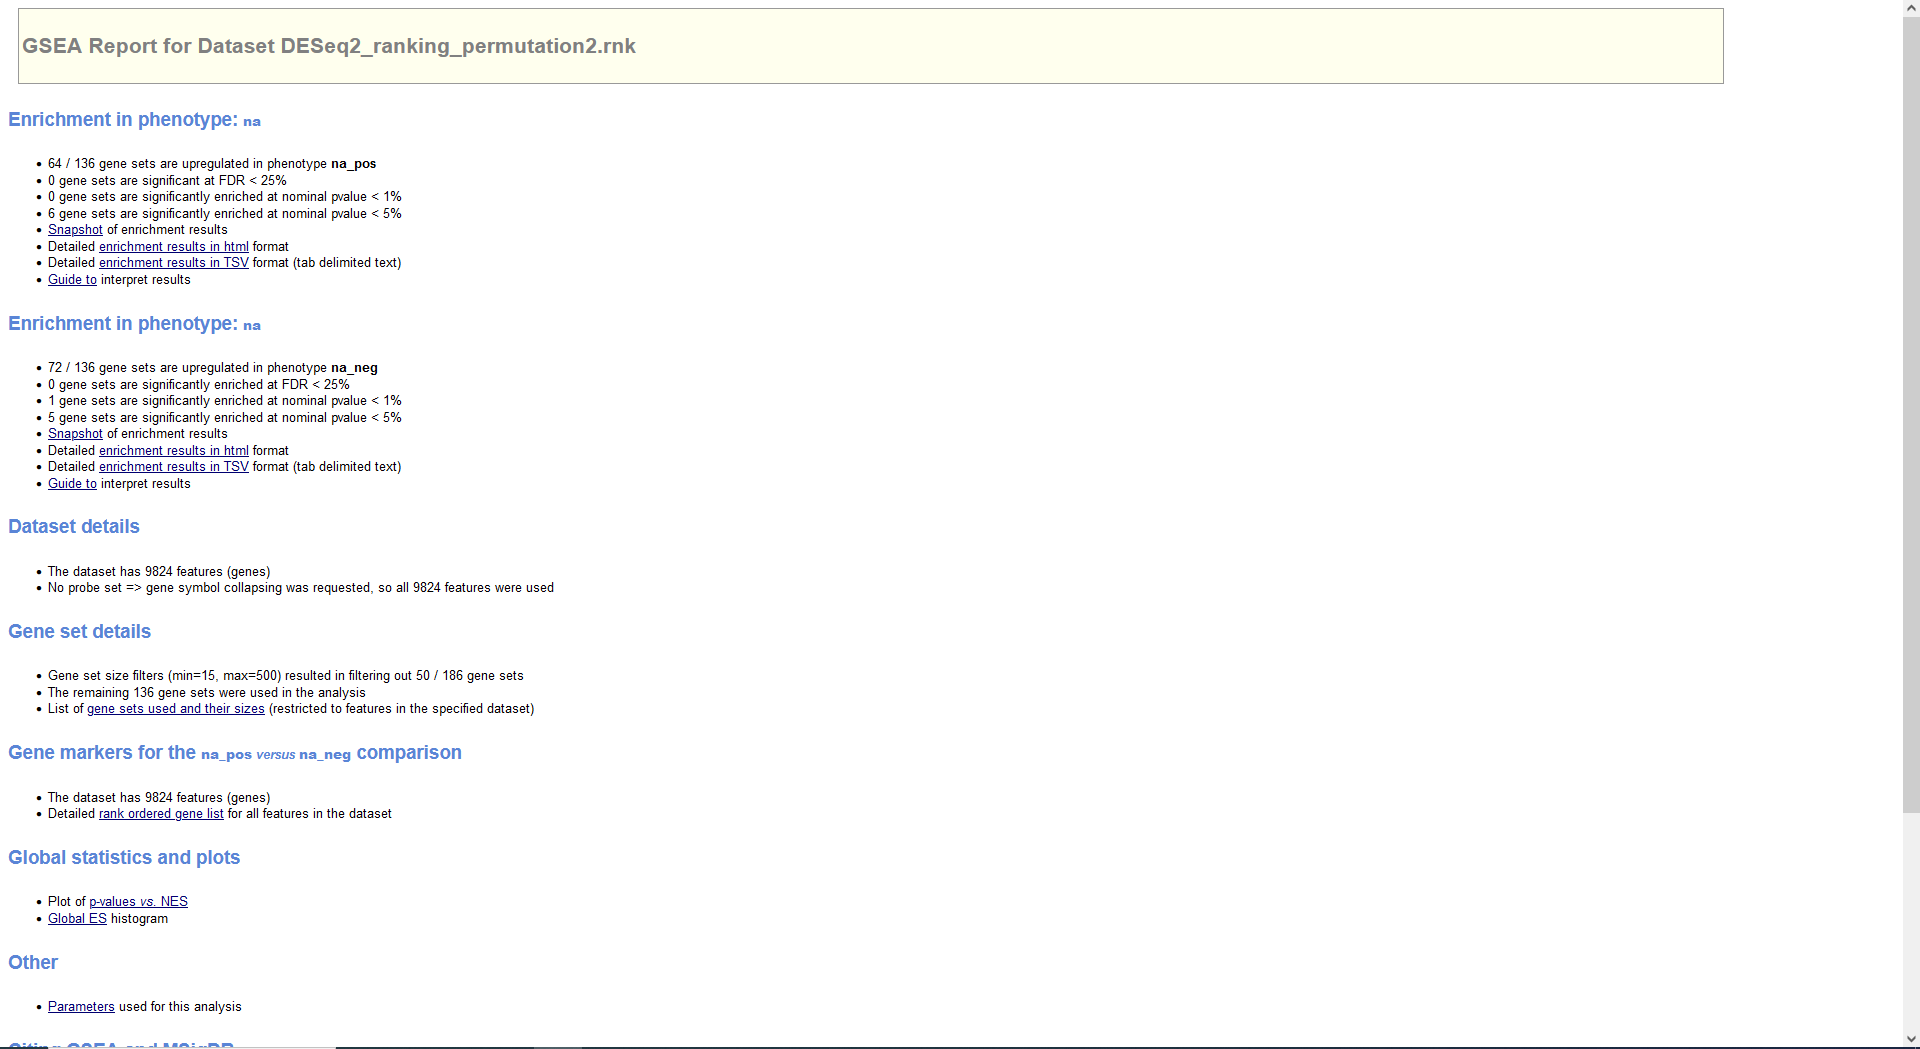 GSEA Report for Dataset DESeq2_ranking_permutation2.rnk
Enrichment in phenotype: na
• 64 / 136 gene sets are upregulated in phenotype na_pos
• 0 gene sets are significant at FDR < 25%
• 0 gene sets are significantly enriched at nominal pvalue < 1%
• 6 gene sets are significantly enriched at nominal pvalue < 5%
• Snapshot of enrichment results
• Detailed enrichment results in html format
• Detailed enrichment results in TSV format (tab delimited text)
• Guide to interpret results
Enrichment in phenotype: na
• 72 / 136 gene sets are upregulated in phenotype na_neg
• 0 gene sets are significantly enriched at FDR < 25%
• 1 gene sets are significantly enriched at nominal pvalue < 1%
• 5 gene sets are significantly enriched at nominal pvalue < 5%
• Snapshot of enrichment results
• Detailed enrichment results in html format
• Detailed enrichment results in TSV format (tab delimited text)
• Guide to interpret results
Dataset details
• The dataset has 9824 features (genes)
• No probe set => gene symbol collapsing was requested, so all 9824 features were used
Gene set details
• Gene set size filters (min=15, max=500) resulted in filtering out 50 / 186 gene sets
• The remaining 136 gene sets were used in the analysis
• List of gene sets used and their sizes (restricted to features in the specified dataset)
Gene markers for the na_pos versus na_neg comparison
• The dataset has 9824 features (genes)
• Detailed rank ordered gene list for all features in the dataset
Global statistics and plots
• Plot of p-values vs. NES
• Global ES histogram
Other
• Parameters used for this analysis
Citing GSEA and MSigDB